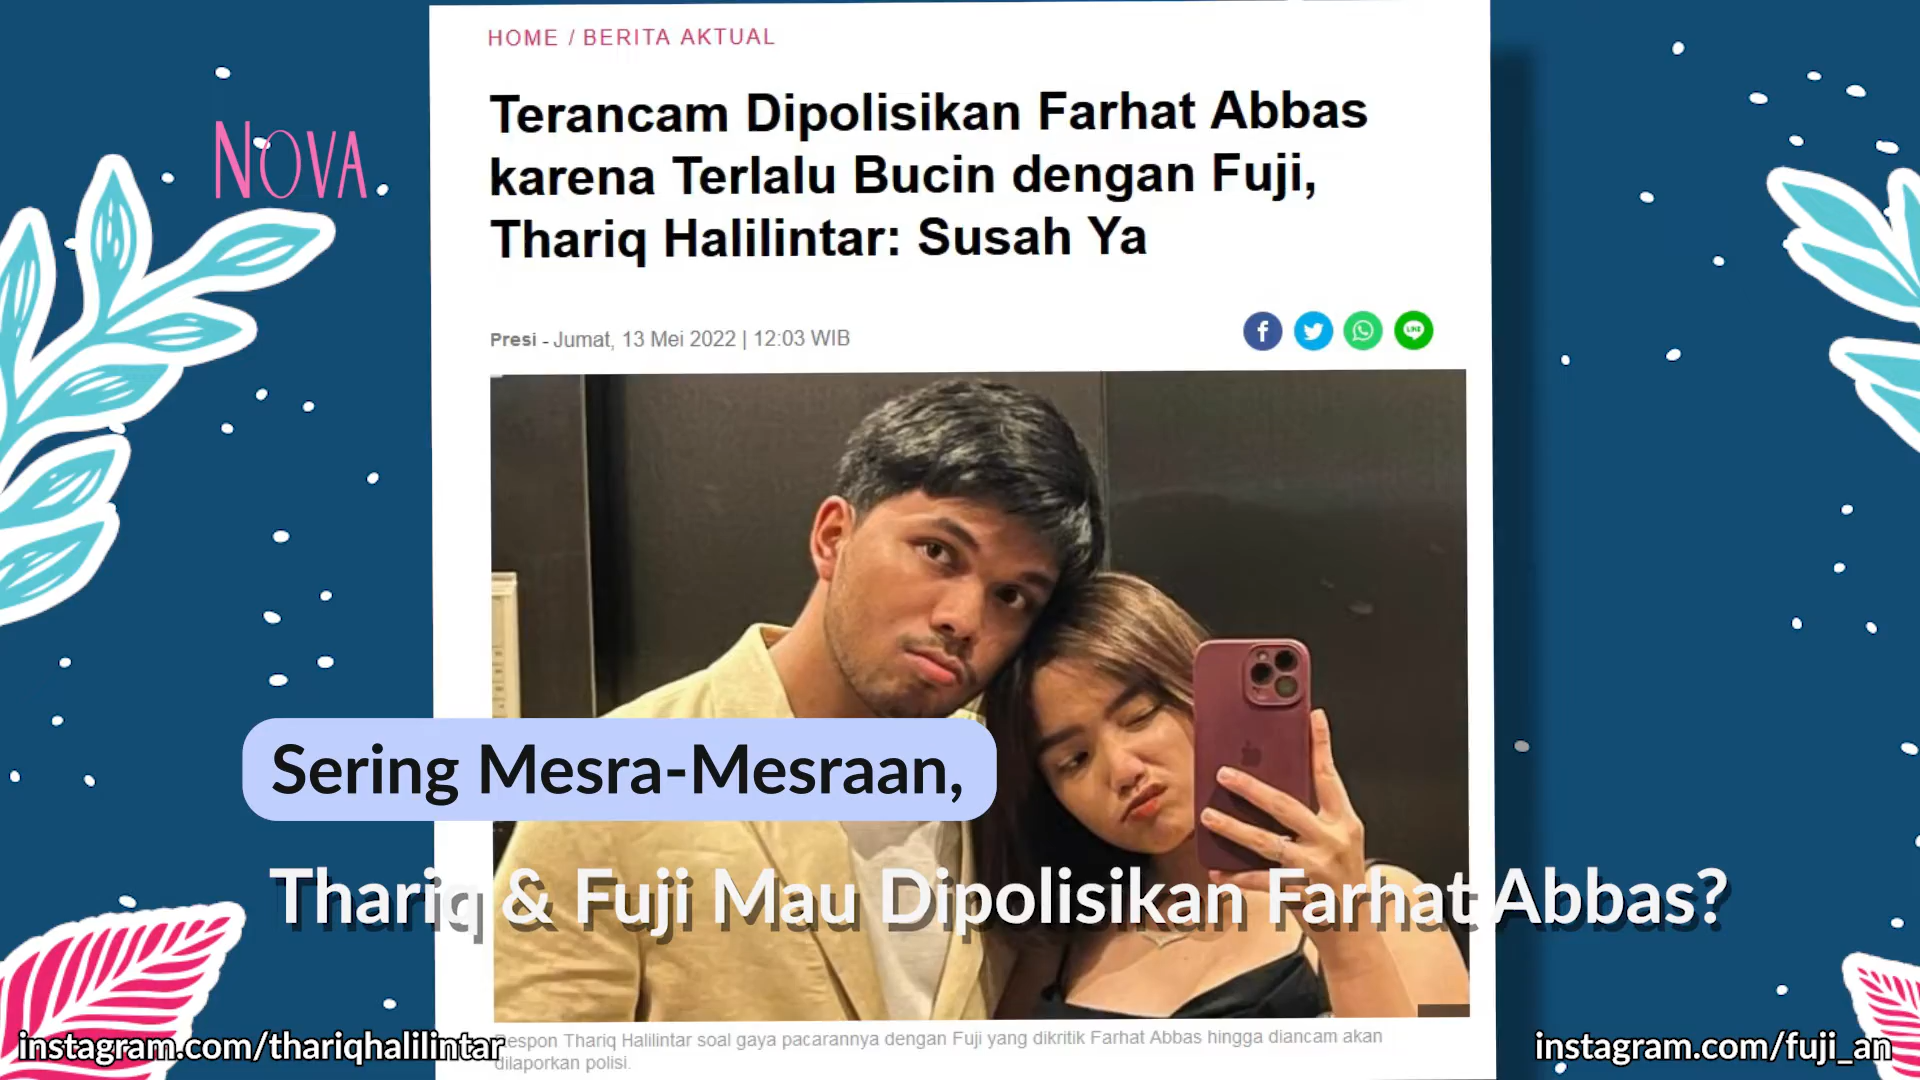 HOME / BERITA AKTUAL
NOVA
Terancam Dipolisikan Farhat Abbas
karena Terlalu Bucin dengan Fuji,
Thariq Halilintar: Susah Ya
Presi - Jumat, 13 Mei 2022 | 12:03 WIB
LINE
Sering Mesra-Mesraan,
Thariq & Fuji Mau Dipolisikan Farhat Abbas?
espon Thariq Halilintar soal gaya pacarannya dengan Fuji yang dikritik Farhat Abbas hingga diancam akan
dilaporkan polisi.
instagram.com/thariqhalilintar
instagram.com/fuji_an